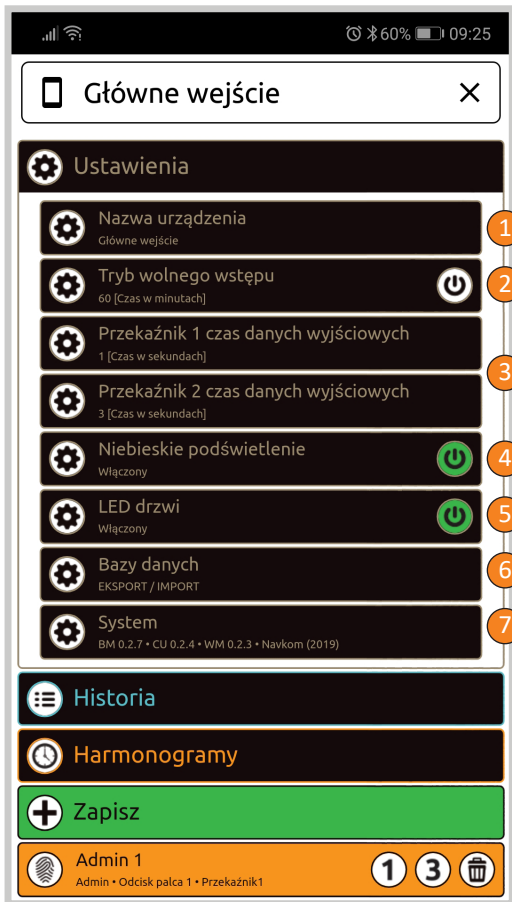 60% 09:25
Główne wejście
Ustawienia
Nazwa urządzenia
Główne wejście
1
Tryb wolnego wstępu
60 [Czas w minutach]
2
Przekaźnik 1 czas danych wyjściowych
1 [Czas w sekundach]
3
Przekaźnik 2 czas danych wyjściowych
3 [Czas w sekundach]
Niebieskie podświetlenie
Włączony
4
LED drzwi
Włączony
5
Bazy danych
EKSPORT / IMPORT
6
System
BM 0.2.7 • CU 0.2.4 • WM 0.2.3 • Navkom (2019)
7
Historia
Harmonogramy
Zapisz
Admin 1
Admin • Odcisk palca 1 • Przekaźnik1
1 3